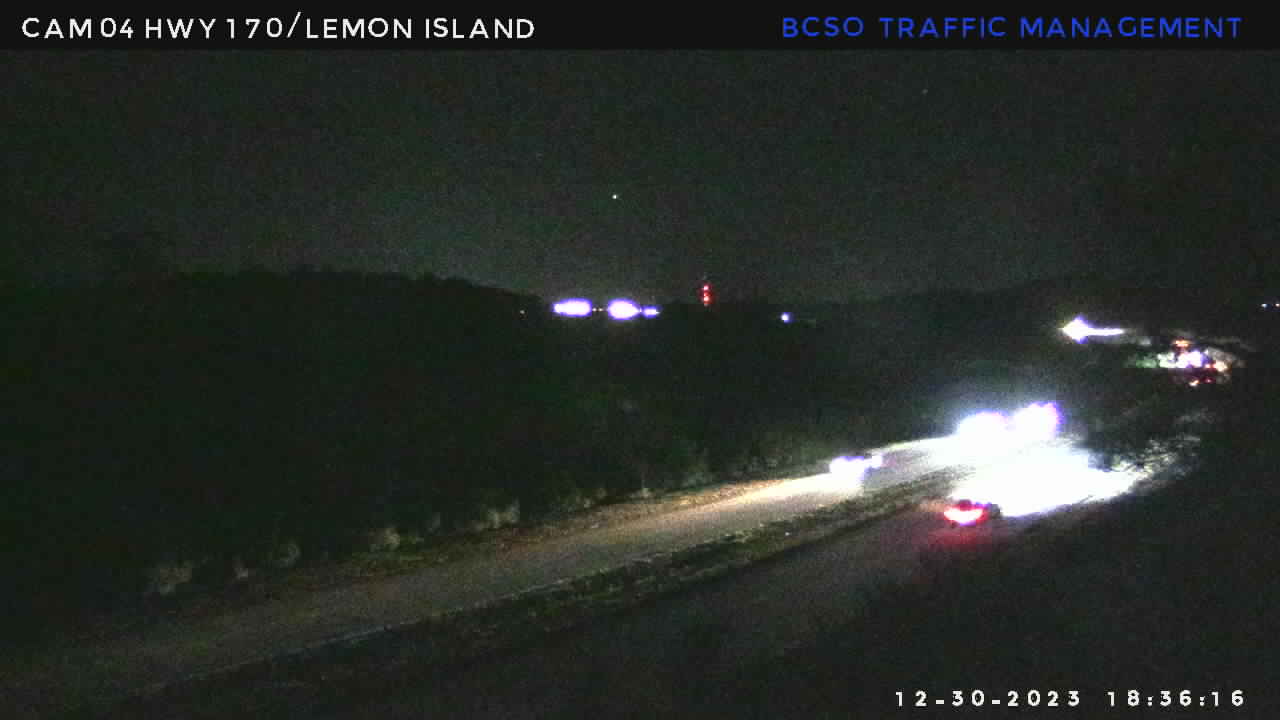 CAM04 HWY 170/LEMON ISLAND
BCSO TRAFFIC MANAGEMENT
12-30-2023 18:36:16